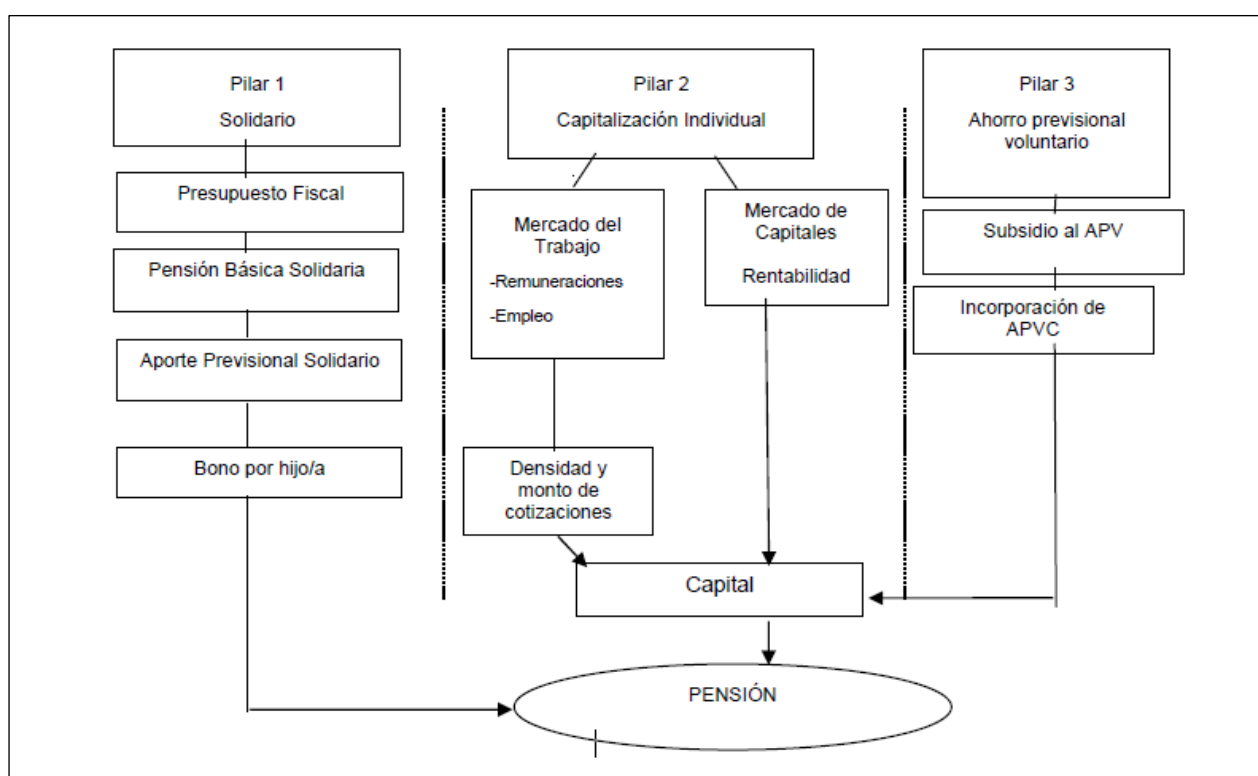 Pilar 1
Solidario
Presupuesto Fiscal
Pensión Básica Solidaria
Aporte Previsional Solidario
Bono por hijo/a
Pilar 2
Capitalización Individual
Mercado del
Trabajo
-Remuneraciones
-Empleo
Densidad y
monto de
cotizaciones
Mercado de
Capitales
Rentabilidad
Pilar 3
Ahorro previsional
voluntario
Subsidio al APV
Incorporación de
APVC
Capital
PENSIÓN